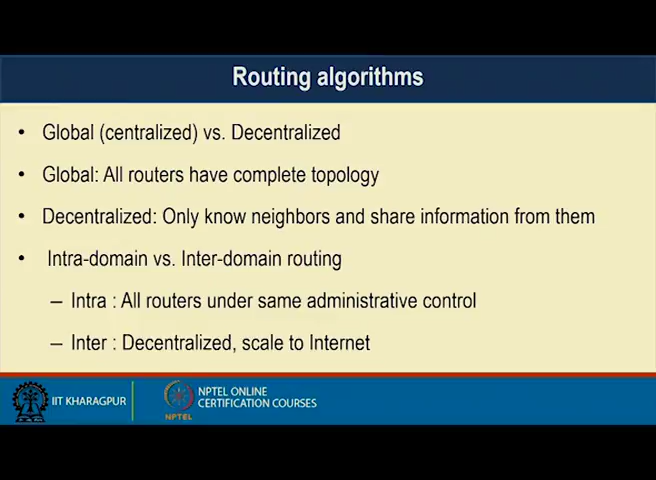 Routing algorithms
• Global (centralized) vs. Decentralized
• Global: All routers have complete topology
• Decentralized: Only know neighbors and share information from them
• Intra-domain vs. Inter-domain routing
– Intra : All routers under same administrative control
– Inter : Decentralized, scale to Internet
IIT KHARAGPUR
NPTEL
NPTEL ONLINE
CERTIFICATION COURSES